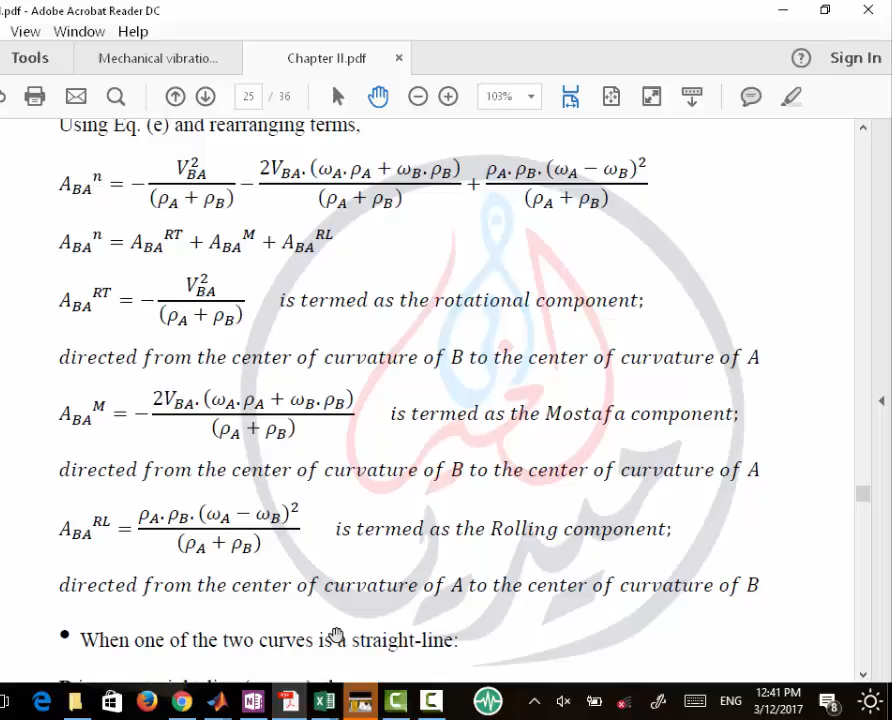 l.pdf - Adobe Acrobat Reader DC
View Window Help
Tools Mechanical vibratio... Chapter II.pdf × ? Sign In
25 / 36 103%
Using Eq. (e) and rearranging terms,
A_BA^n = − V_BA^2/(ρ_A + ρ_B) − 2V_BA.(ω_A.ρ_A + ω_B.ρ_B)/(ρ_A + ρ_B) + ρ_A.ρ_B.(ω_A − ω_B)^2/(ρ_A + ρ_B)
A_BA^n = A_BA^RT + A_BA^M + A_BA^RL
A_BA^RT = − V_BA^2/(ρ_A + ρ_B) is termed as the rotational component;
directed from the center of curvature of B to the center of curvature of A
A_BA^M = − 2V_BA.(ω_A.ρ_A + ω_B.ρ_B)/(ρ_A + ρ_B) is termed as the Mostafa component;
directed from the center of curvature of B to the center of curvature of A
A_BA^RL = ρ_A.ρ_B.(ω_A − ω_B)^2/(ρ_A + ρ_B) is termed as the Rolling component;
directed from the center of curvature of A to the center of curvature of B
• When one of the two curves is a straight-line:
ENG 12:41 PM
3/12/2017 8